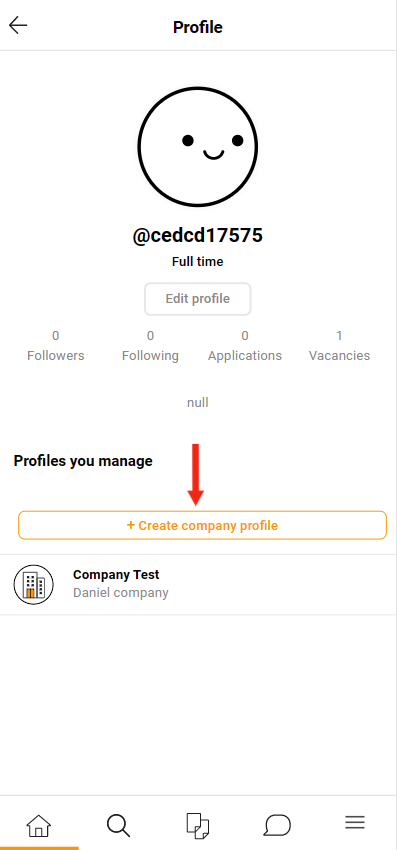 Profile
@cedcd17575
Full time
Edit profile
0 0 0 1
Followers Following Applications Vacancies
null
Profiles you manage
+ Create company profile
Company Test
Daniel company